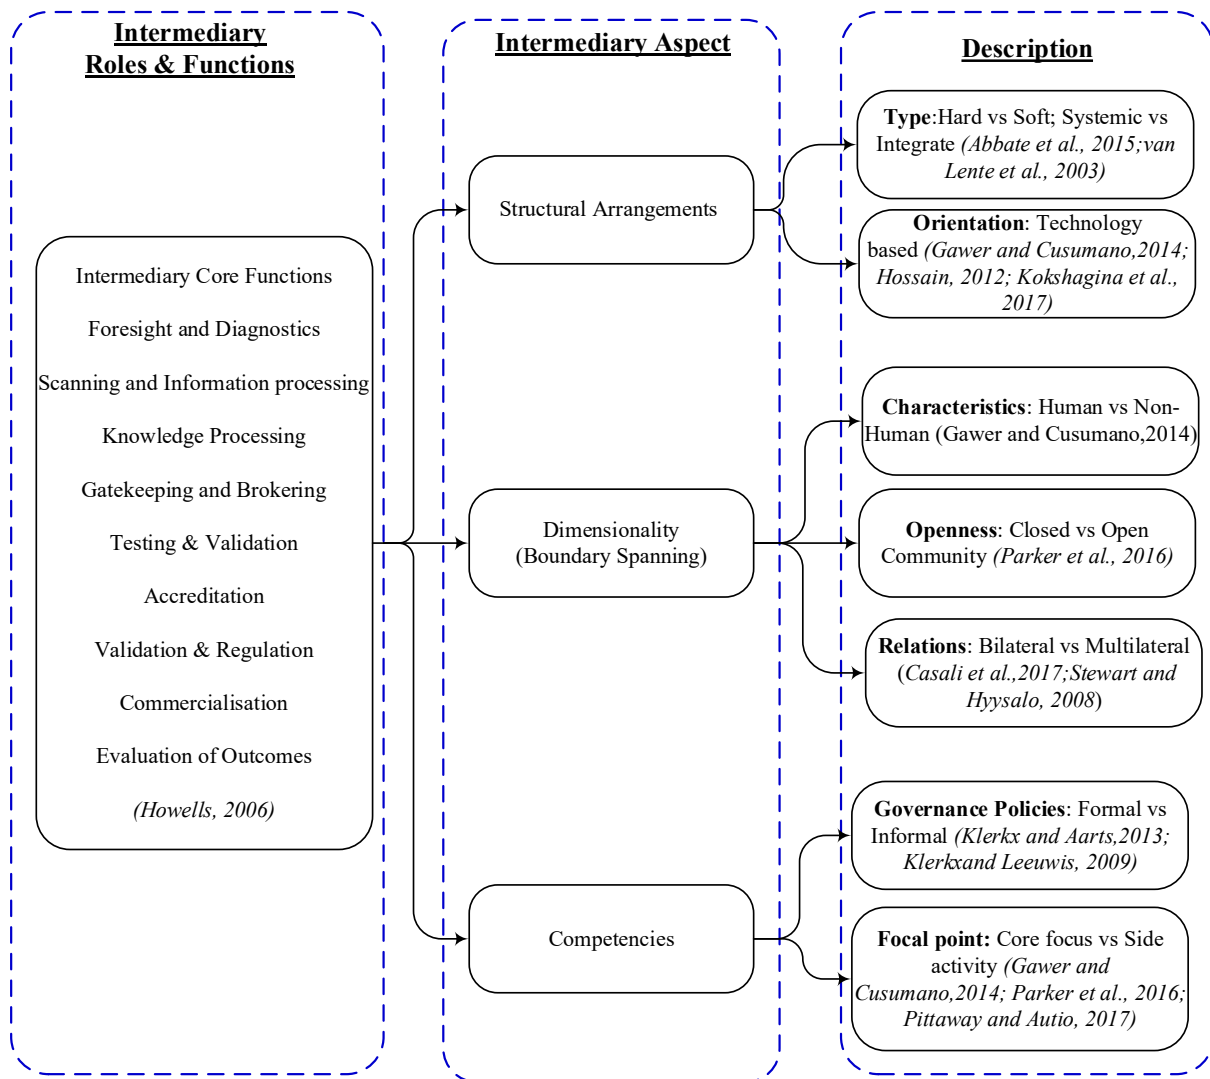 Intermediary
Roles & Functions
Intermediary Core Functions
Foresight and Diagnostics
Scanning and Information processing
Knowledge Processing
Gatekeeping and Brokering
Testing & Validation
Accreditation
Validation & Regulation
Commercialisation
Evaluation of Outcomes
(Howells, 2006)
Intermediary Aspect
Structural Arrangements
Dimensionality
(Boundary Spanning)
Competencies
Description
Type:Hard vs Soft; Systemic vs
Integrate (Abbate et al., 2015;van
Lente et al., 2003)
Orientation: Technology
based (Gawer and Cusumano,2014;
Hossain, 2012; Kokshagina et al.,
2017)
Characteristics: Human vs Non-
Human (Gawer and Cusumano,2014)
Openness: Closed vs Open
Community (Parker et al., 2016)
Relations: Bilateral vs Multilateral
(Casali et al.,2017;Stewart and
Hyysalo, 2008)
Governance Policies: Formal vs
Informal (Klerkx and Aarts,2013;
Klerkxand Leeuwis, 2009)
Focal point: Core focus vs Side
activity (Gawer and
Cusumano,2014; Parker et al., 2016;
Pittaway and Autio, 2017)